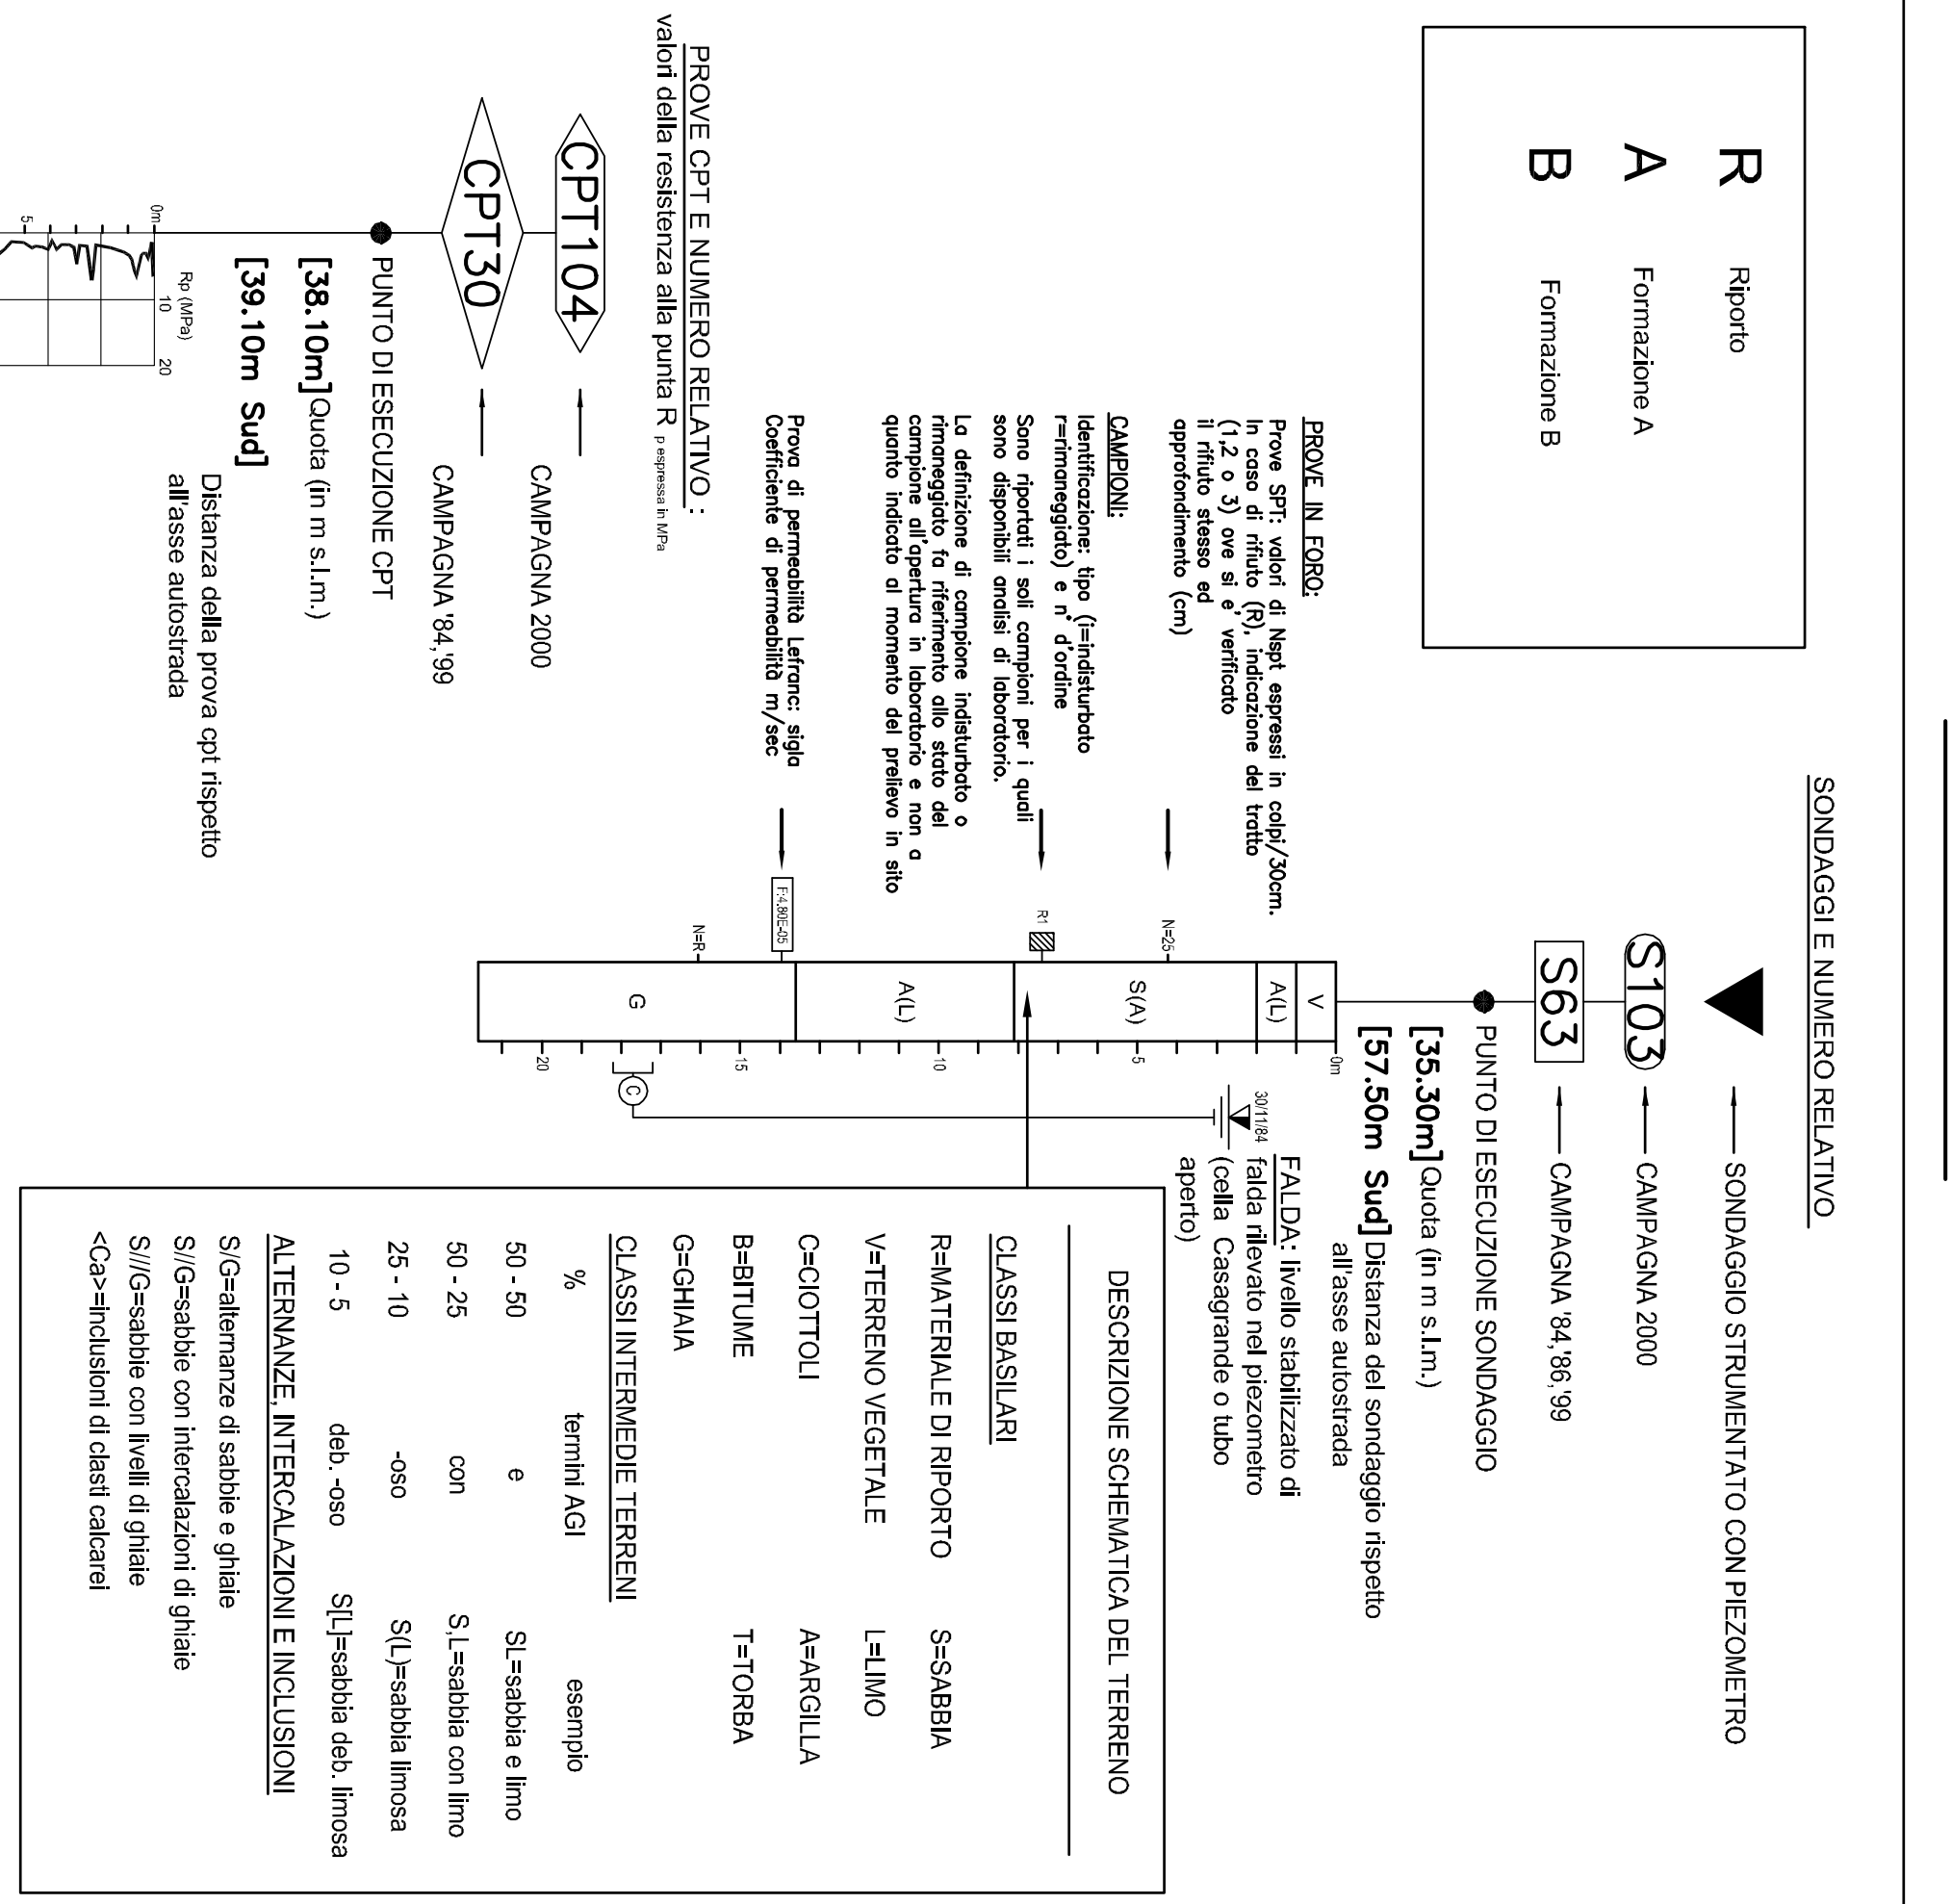 R Riporto
A Formazione A
B Formazione B
SONDAGGI E NUMERO RELATIVO
SONDAGGIO STRUMENTATO CON PIEZOMETRO
S103
CAMPAGNA 2000
S63
CAMPAGNA '84,'86,'99
PUNTO DI ESECUZIONE SONDAGGIO
[35.30m] Quota (in m s.l.m.)
[57.50m Sud] Distanza del sondaggio rispetto
all'asse autostrada
0m
5
10
15
20
V
A(L)
S(A)
A(L)
G
N=25
R1
F:4.80E-05
N=R
C
30/11/84
FALDA: livello stabilizzato di
falda rilevato nel piezometro
(cella Casagrande o tubo
aperto)
PROVE IN FORO:
Prove SPT: valori di Nspt espressi in colpi/30cm.
In caso di rifiuto (R), indicazione del tratto
(1,2 o 3) ove si e' verificato
il rifiuto stesso ed
approfondimento (cm)
CAMPIONI:
Identificazione: tipo (i=indisturbato
r=rimaneggiato) e n° d'ordine
Sono riportati i soli campioni per i quali
sono disponibili analisi di laboratorio.
La definizione di campione indisturbato o
rimaneggiato fa riferimento allo stato del
campione all'apertura in laboratorio e non a
quanto indicato al momento del prelievo in sito
Prova di permeabilità Lefranc: sigla
Coefficiente di permeabilità m/sec
PROVE CPT E NUMERO RELATIVO :
valori della resistenza alla punta R p espressa in MPa
CPT104
CAMPAGNA 2000
CPT30
CAMPAGNA '84,'99
PUNTO DI ESECUZIONE CPT
[38.10m] Quota (in m s.l.m.)
[39.10m Sud]
Distanza della prova cpt rispetto
all'asse autostrada
Rp (MPa)
0m
10
20
5
DESCRIZIONE SCHEMATICA DEL TERRENO
CLASSI BASILARI
R=MATERIALE DI RIPORTO S=SABBIA
V=TERRENO VEGETALE L=LIMO
C=CIOTTOLI A=ARGILLA
B=BITUME T=TORBA
G=GHIAIA
CLASSI INTERMEDIE TERRENI
% termini AGI esempio
50 - 50 e SL=sabbia e limo
50 - 25 con S,L=sabbia con limo
25 - 10 -oso S(L)=sabbia limosa
10 - 5 deb. -oso S[L]=sabbia deb. limosa
ALTERNANZE, INTERCALAZIONI E INCLUSIONI
S/G=alternanze di sabbie e ghiaie
S//G=sabbie con intercalazioni di ghiaie
S///G=sabbie con livelli di ghiaie
<Ca>=inclusioni di clasti calcarei